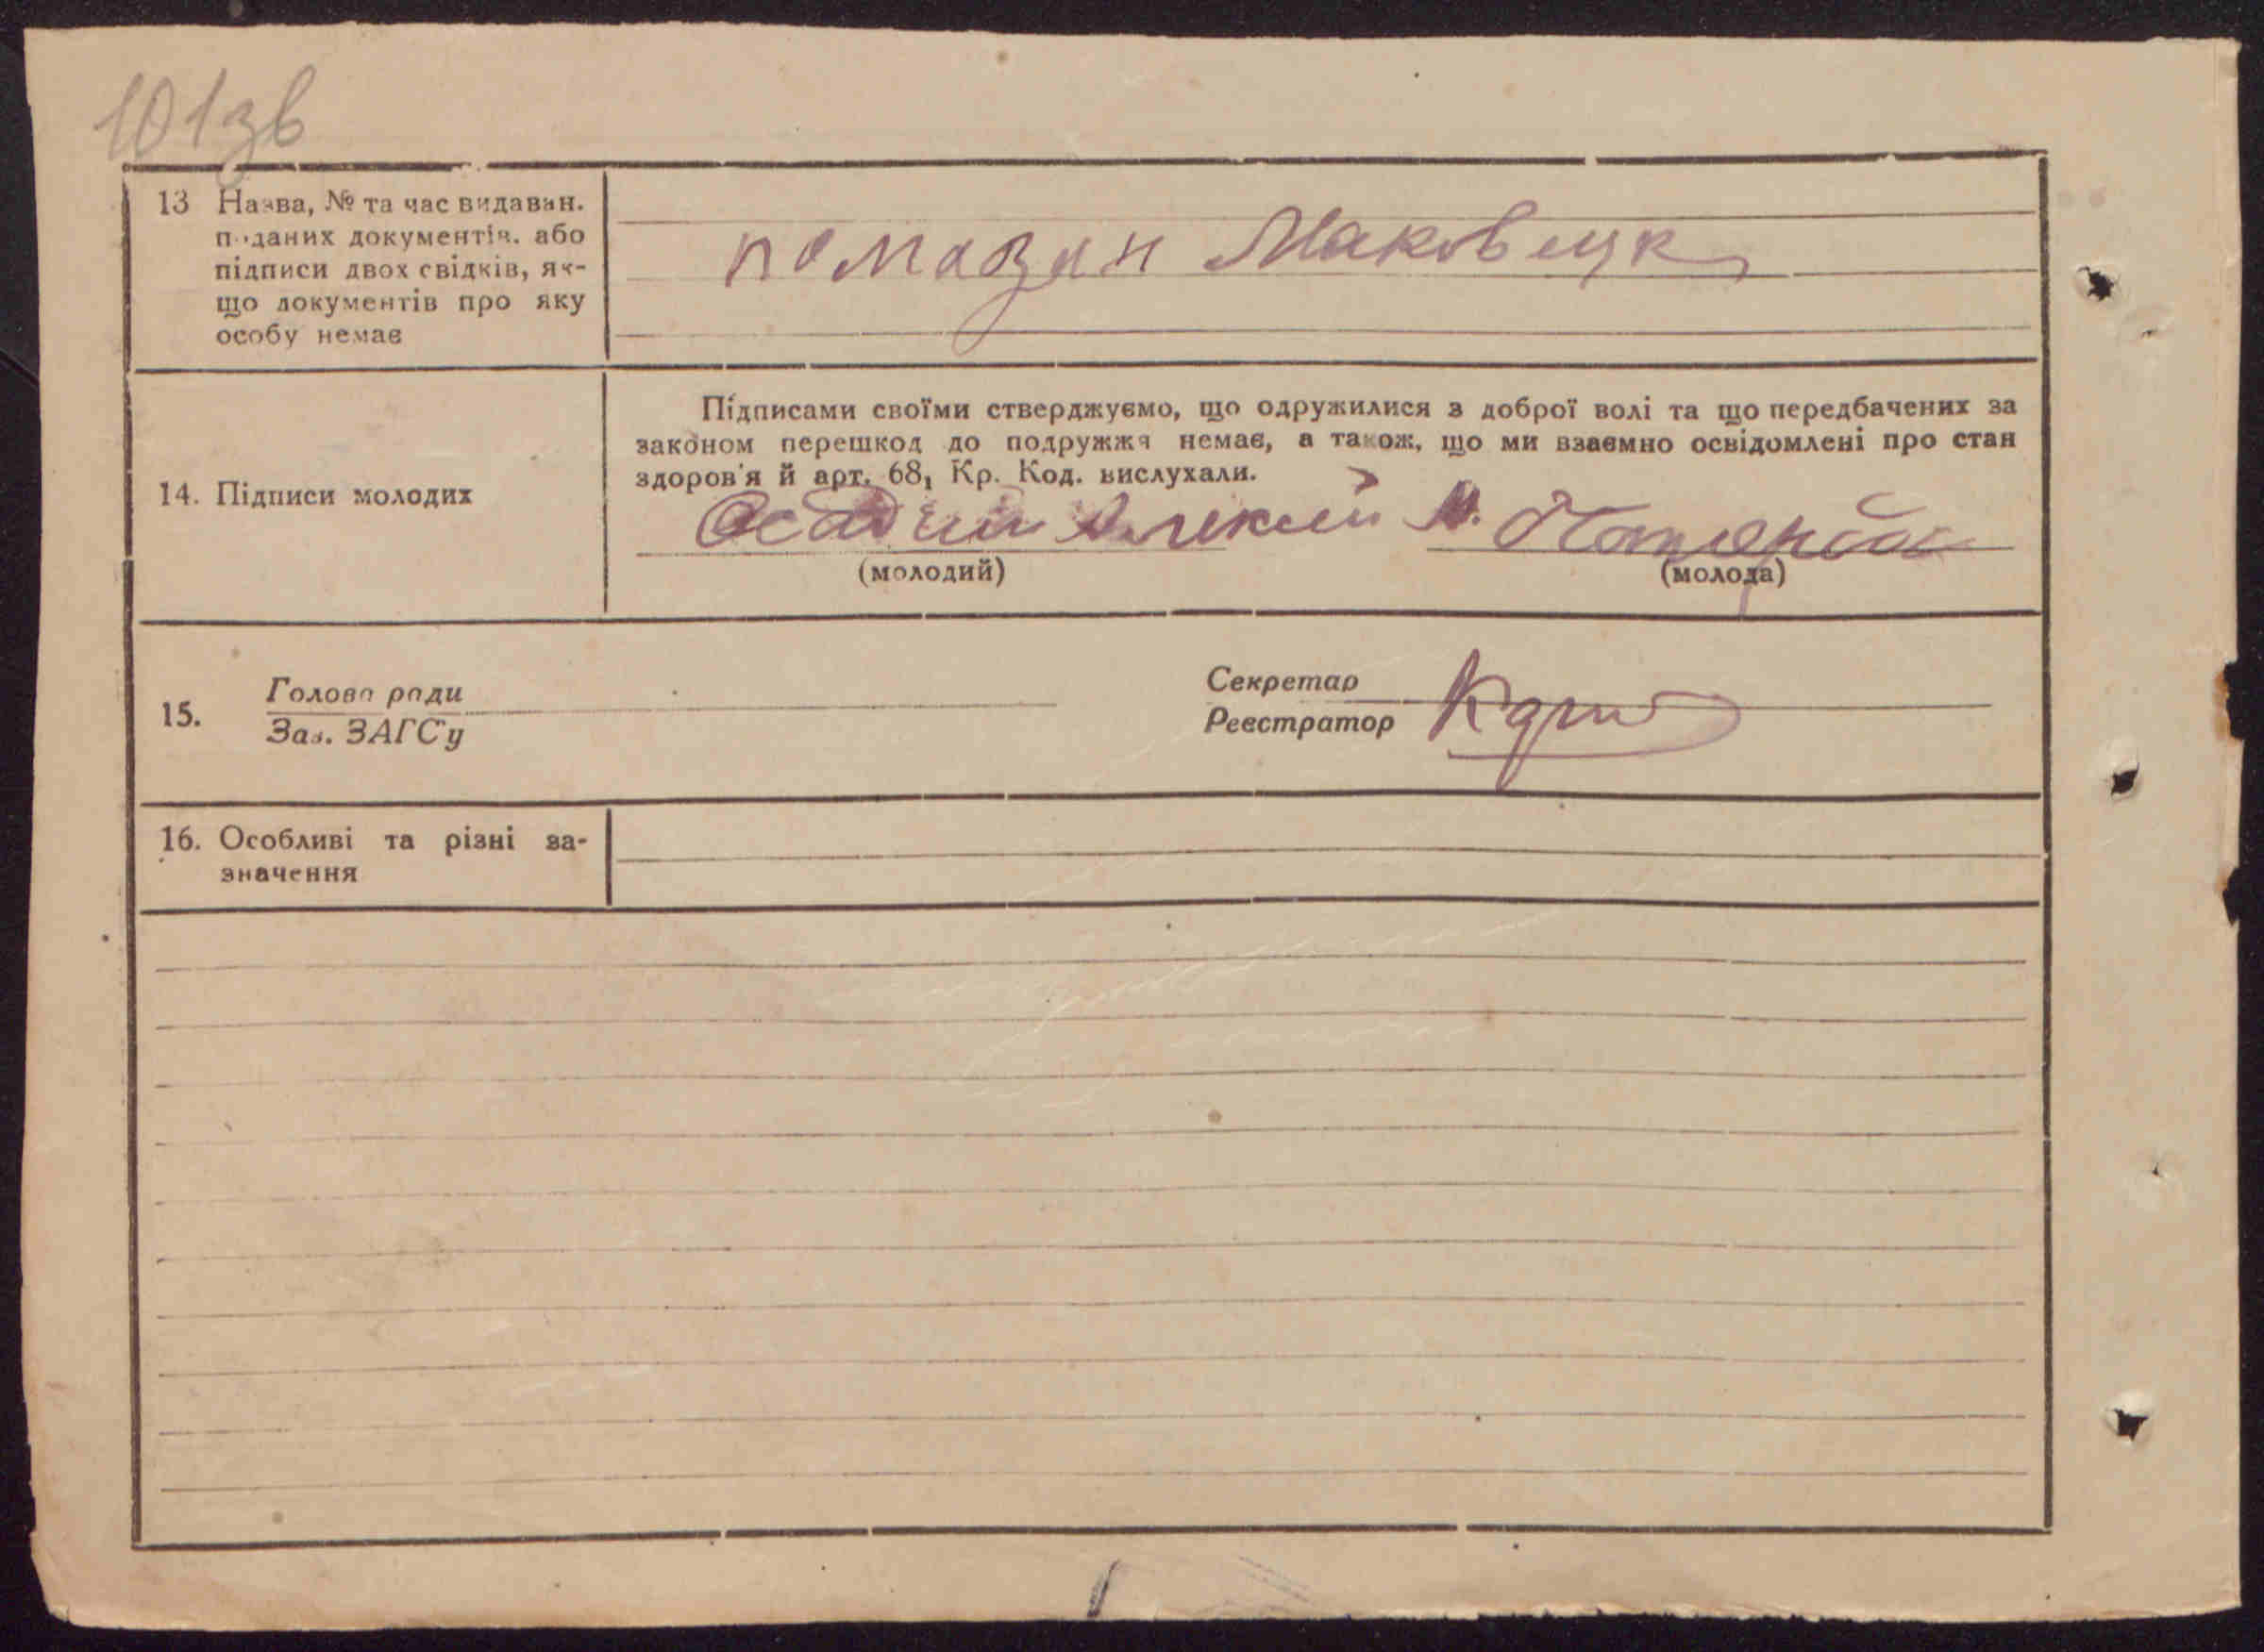 101зв
13 Назва, № та час видаван.
поданих документів. або
підписи двох свідків, як-
що документів про яку
особу немає
помазан Маковецк
14. Підписи молодих
Підписами своїми стверджуємо, що одружилися з доброї волі та що передбачених за
законом перешкод до подружжя немає, а також, що ми взаємно освідомлені про стан
здоров'я й арт. 68, Кр. Код. вислухали.
Осадчий Алексей
(молодий)
(молода)
15.
Голова ради
Зав. ЗАГСу
Секретар
Реєстратор
16. Особливі та різні за-
значення